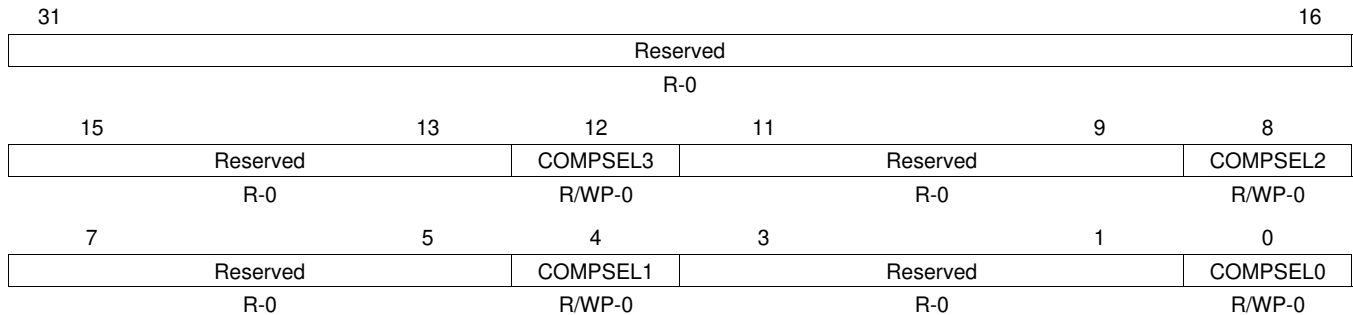 31 16
Reserved
R-0
15 13 12 11 9 8
Reserved COMPSEL3 Reserved COMPSEL2
R-0 R/WP-0 R-0 R/WP-0
7 5 4 3 1 0
Reserved COMPSEL1 Reserved COMPSEL0
R-0 R/WP-0 R-0 R/WP-0